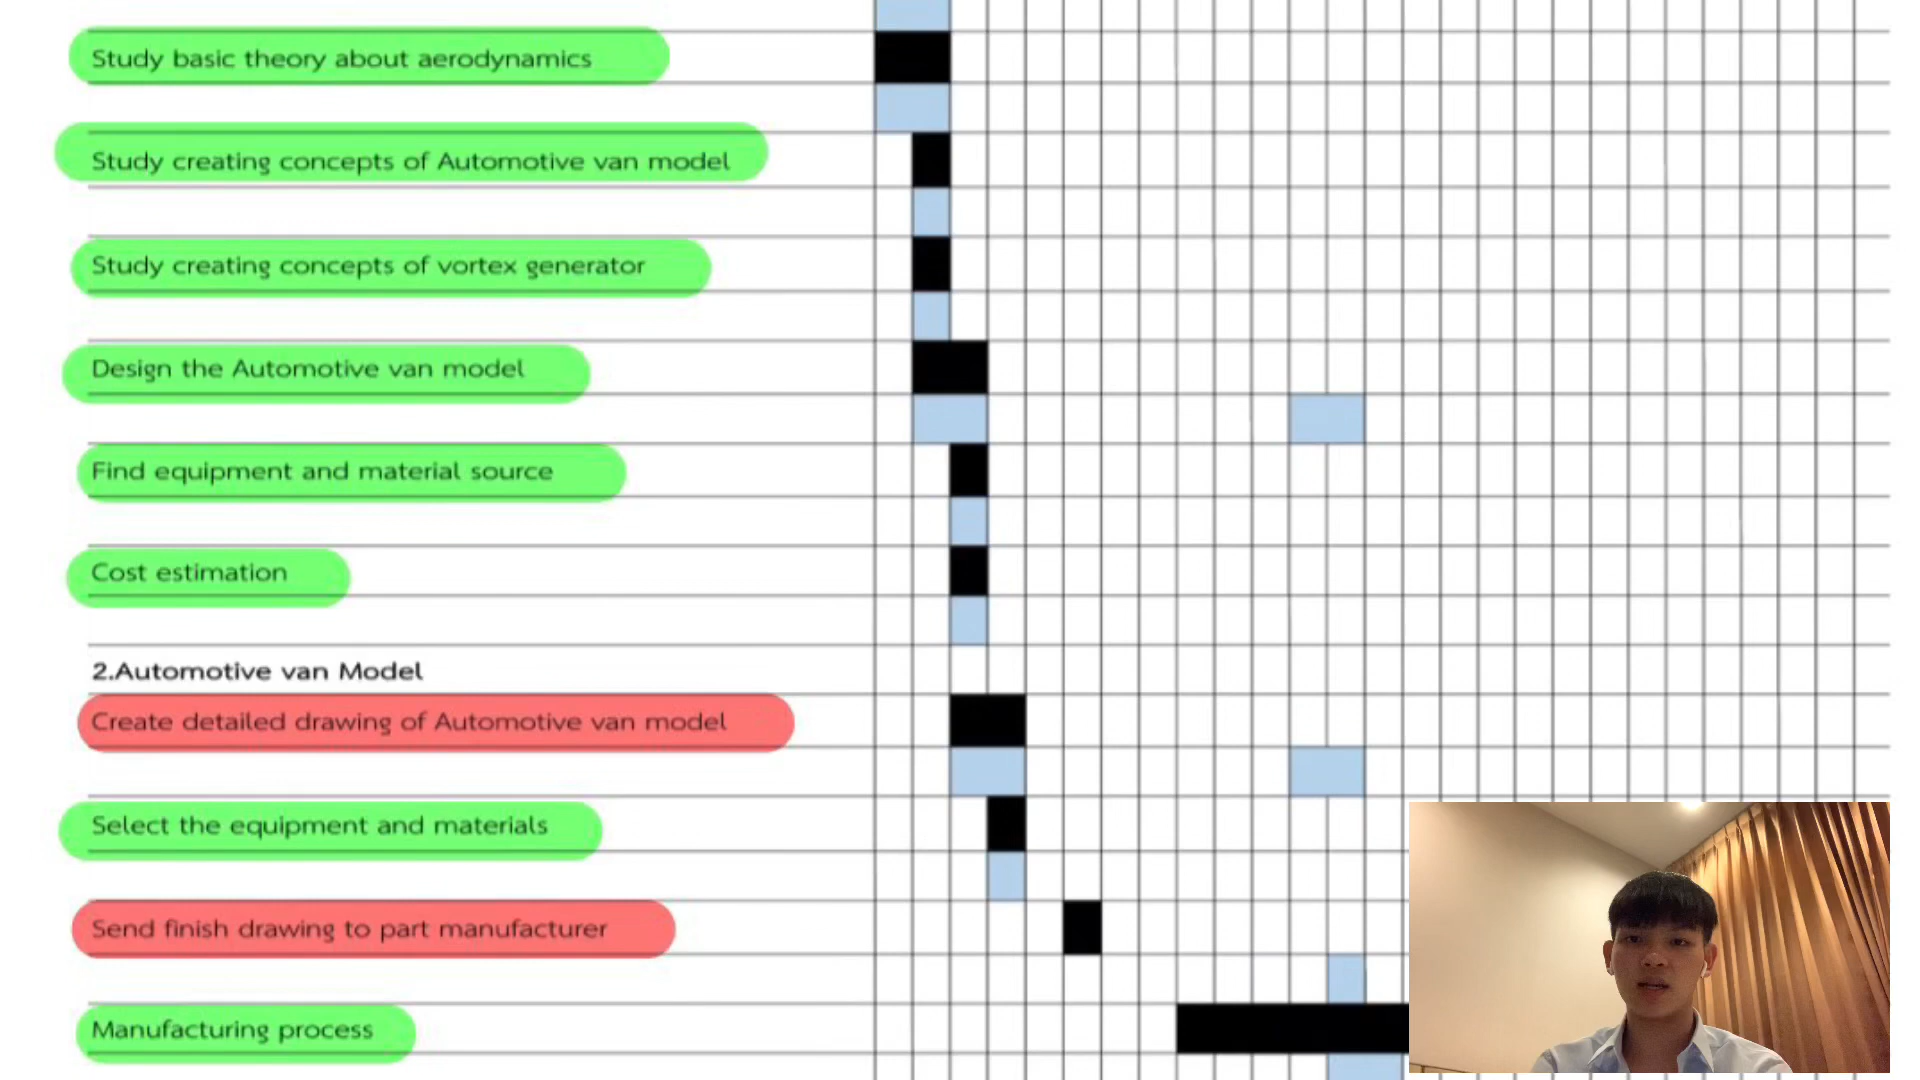 Study basic theory about aerodynamics
Study creating concepts of Automotive van model
Study creating concepts of vortex generator
Design the Automotive van model
Find equipment and material source
Cost estimation
2.Automotive van Model
Create detailed drawing of Automotive van model
Select the equipment and materials
Send finish drawing to part manufacturer
Manufacturing process